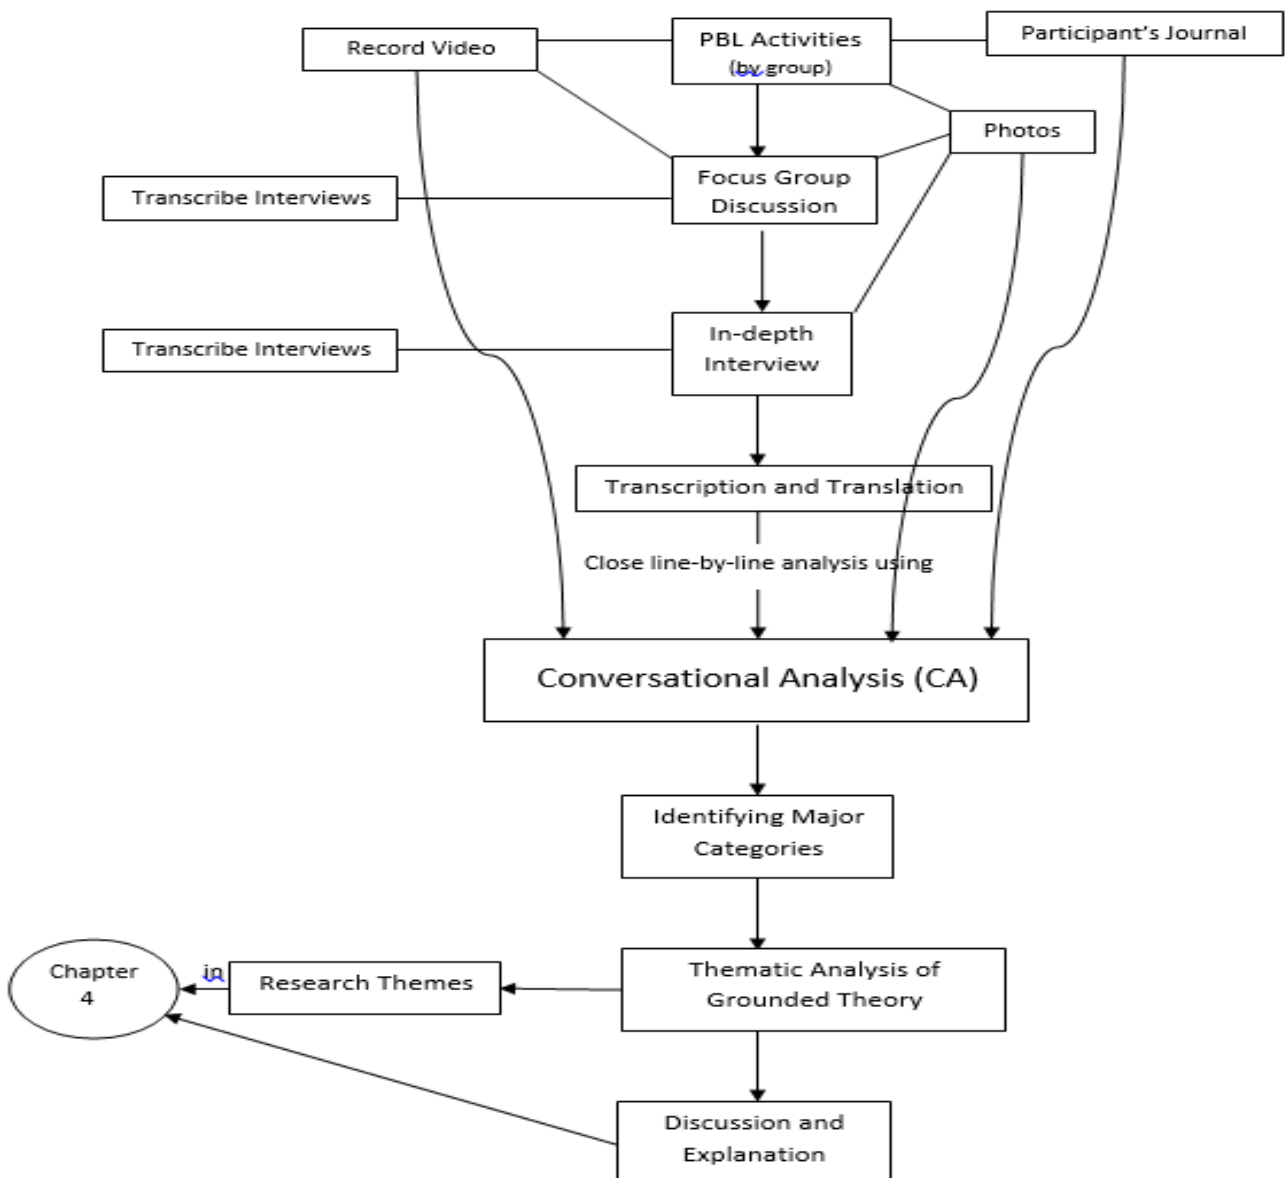 Record Video
PBL Activities
(by group)
Participant's Journal
Photos
Transcribe Interviews
Focus Group
Discussion
Transcribe Interviews
In-depth
Interview
Transcription and Translation
Close line-by-line analysis using
Conversational Analysis (CA)
Identifying Major
Categories
Chapter
4
in
Research Themes
Thematic Analysis of
Grounded Theory
Discussion and
Explanation